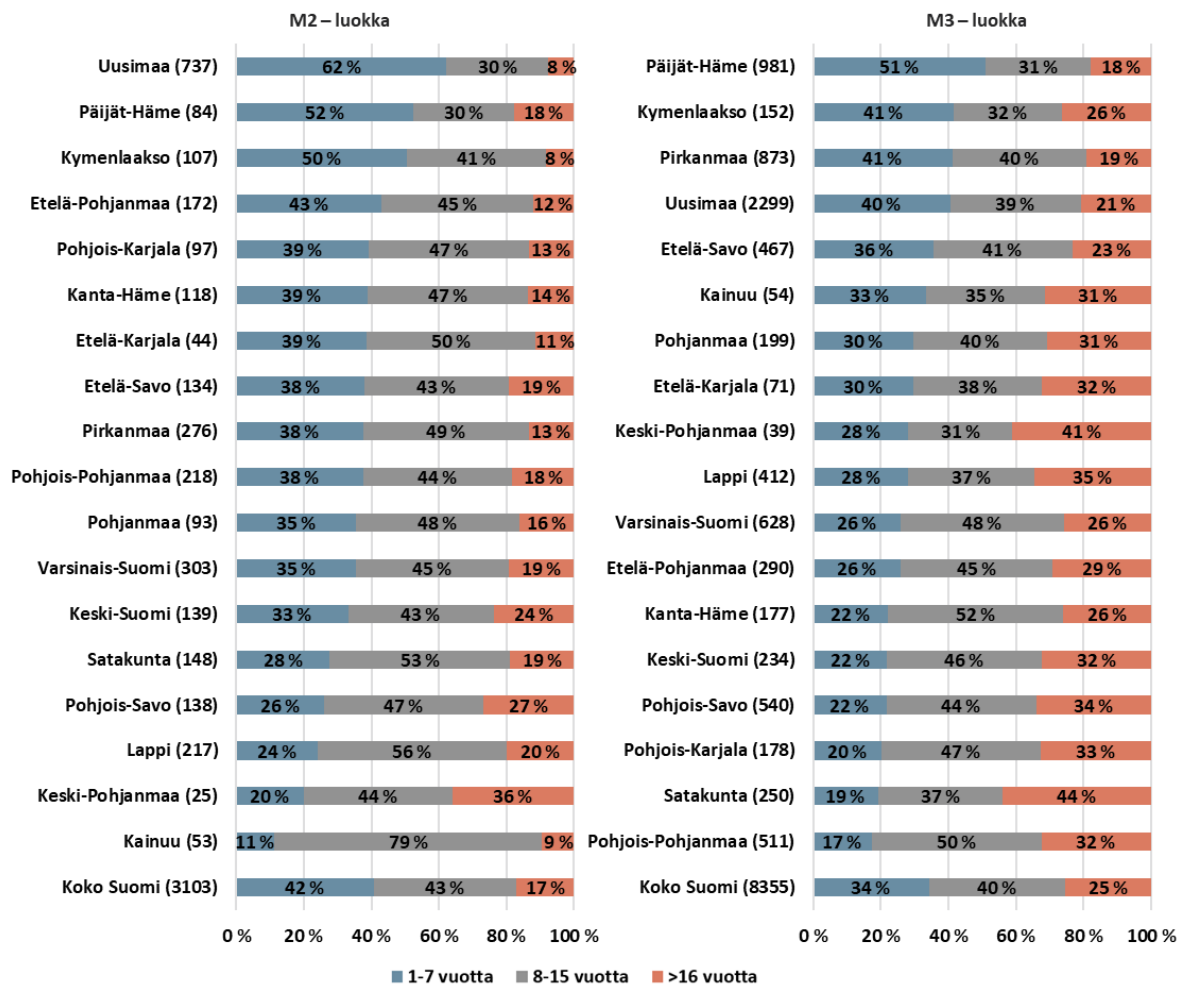 M2 – luokka
Uusimaa (737) 62 % 30 % 8 %
Päijät-Häme (84) 52 % 30 % 18 %
Kymenlaakso (107) 50 % 41 % 8 %
Etelä-Pohjanmaa (172) 43 % 45 % 12 %
Pohjois-Karjala (97) 39 % 47 % 13 %
Kanta-Häme (118) 39 % 47 % 14 %
Etelä-Karjala (44) 39 % 50 % 11 %
Etelä-Savo (134) 38 % 43 % 19 %
Pirkanmaa (276) 38 % 49 % 13 %
Pohjois-Pohjanmaa (218) 38 % 44 % 18 %
Pohjanmaa (93) 35 % 48 % 16 %
Varsinais-Suomi (303) 35 % 45 % 19 %
Keski-Suomi (139) 33 % 43 % 24 %
Satakunta (148) 28 % 53 % 19 %
Pohjois-Savo (138) 26 % 47 % 27 %
Lappi (217) 24 % 56 % 20 %
Keski-Pohjanmaa (25) 20 % 44 % 36 %
Kainuu (53) 11 % 79 % 9 %
Koko Suomi (3103) 42 % 43 % 17 %
0 % 20 % 40 % 60 % 80 % 100 %
M3 – luokka
Päijät-Häme (981) 51 % 31 % 18 %
Kymenlaakso (152) 41 % 32 % 26 %
Pirkanmaa (873) 41 % 40 % 19 %
Uusimaa (2299) 40 % 39 % 21 %
Etelä-Savo (467) 36 % 41 % 23 %
Kainuu (54) 33 % 35 % 31 %
Pohjanmaa (199) 30 % 40 % 31 %
Etelä-Karjala (71) 30 % 38 % 32 %
Keski-Pohjanmaa (39) 28 % 31 % 41 %
Lappi (412) 28 % 37 % 35 %
Varsinais-Suomi (628) 26 % 48 % 26 %
Etelä-Pohjanmaa (290) 26 % 45 % 29 %
Kanta-Häme (177) 22 % 52 % 26 %
Keski-Suomi (234) 22 % 46 % 32 %
Pohjois-Savo (540) 22 % 44 % 34 %
Pohjois-Karjala (178) 20 % 47 % 33 %
Satakunta (250) 19 % 37 % 44 %
Pohjois-Pohjanmaa (511) 17 % 50 % 32 %
Koko Suomi (8355) 34 % 40 % 25 %
0 % 20 % 40 % 60 % 80 % 100 %
1-7 vuotta 8-15 vuotta >16 vuotta